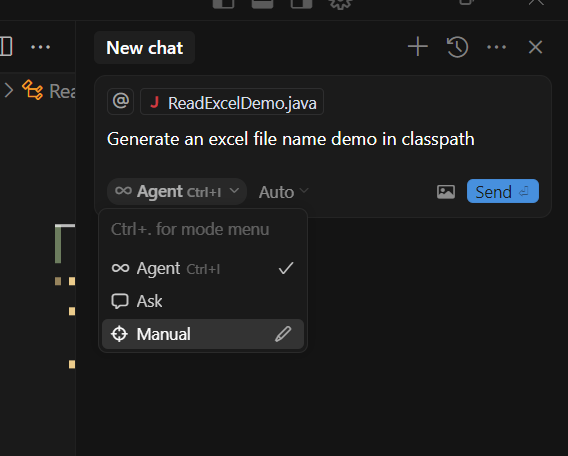 New chat
Rea
@ J ReadExcelDemo.java
Generate an excel file name demo in classpath
Agent Ctrl+I Auto Send
Ctrl+. for mode menu
Agent Ctrl+I
Ask
Manual